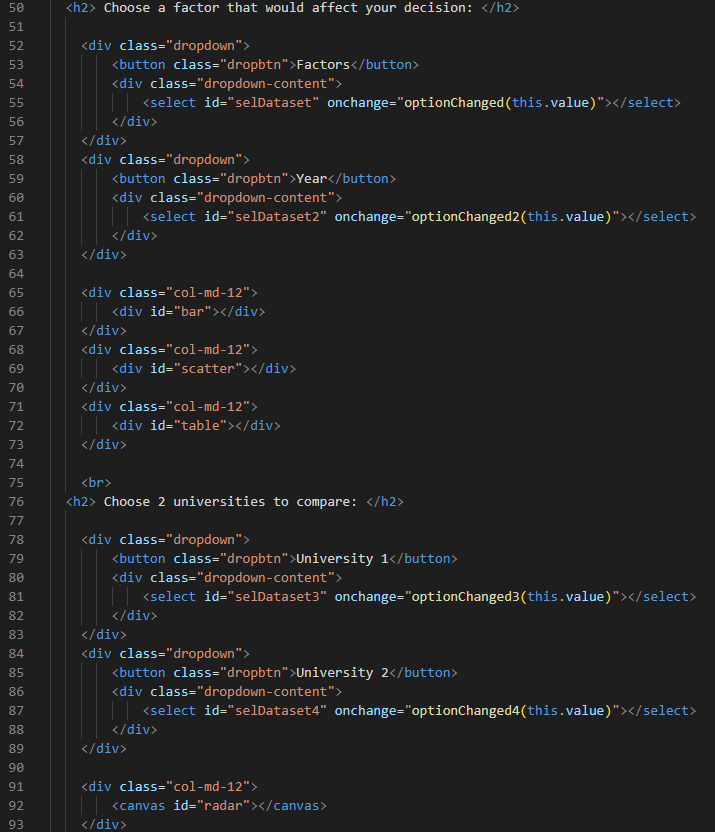 50 <h2> Choose a factor that would affect your decision: </h2>
51
52 <div class="dropdown">
53 <button class="dropbtn">Factors</button>
54 <div class="dropdown-content">
55 <select id="selDataset" onchange="optionChanged(this.value)"></select>
56 </div>
57 </div>
58 <div class="dropdown">
59 <button class="dropbtn">Year</button>
60 <div class="dropdown-content">
61 <select id="selDataset2" onchange="optionChanged2(this.value)"></select>
62 </div>
63 </div>
64
65 <div class="col-md-12">
66 <div id="bar"></div>
67 </div>
68 <div class="col-md-12">
69 <div id="scatter"></div>
70 </div>
71 <div class="col-md-12">
72 <div id="table"></div>
73 </div>
74
75 <br>
76 <h2> Choose 2 universities to compare: </h2>
77
78 <div class="dropdown">
79 <button class="dropbtn">University 1</button>
80 <div class="dropdown-content">
81 <select id="selDataset3" onchange="optionChanged3(this.value)"></select>
82 </div>
83 </div>
84 <div class="dropdown">
85 <button class="dropbtn">University 2</button>
86 <div class="dropdown-content">
87 <select id="selDataset4" onchange="optionChanged4(this.value)"></select>
88 </div>
89 </div>
90
91 <div class="col-md-12">
92 <canvas id="radar"></canvas>
93 </div>